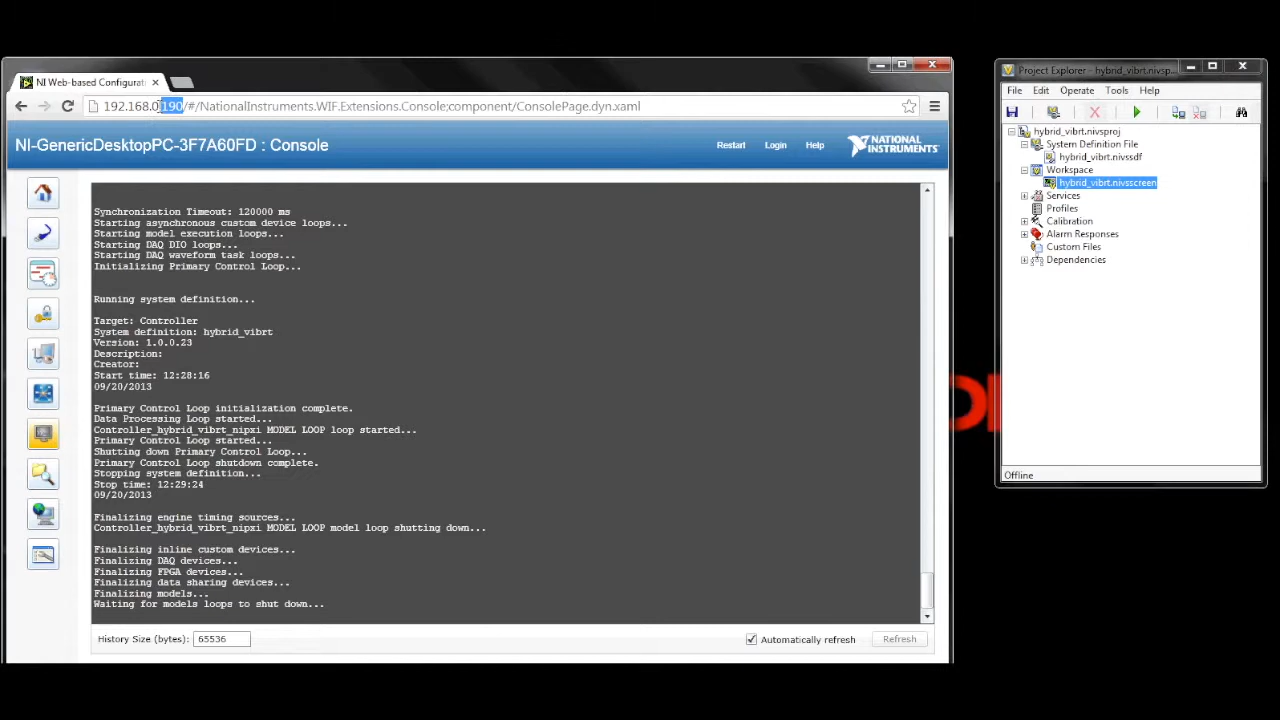 NI Web-based Configurat
192.168.0.190/#/NationalInstruments.WIF.Extensions.Console;component/ConsolePage.dyn.xaml
NI-GenericDesktopPC-3F7A60FD : Console
Restart
Login
Help
NATIONAL
INSTRUMENTS
Synchronization Timeout: 120000 ms
Starting asynchronous custom device loops...
Starting model execution loops...
Starting DAQ DIO loops...
Starting DAQ waveform task loops...
Initializing Primary Control Loop...
Running system definition...
Target: Controller
System definition: hybrid_vibrt
Version: 1.0.0.23
Description:
Creator:
Start time: 12:28:16
09/20/2013
Primary Control Loop initialization complete.
Data Processing Loop started...
Controller_hybrid_vibrt_nipxi MODEL LOOP loop started...
Primary Control Loop started...
Shutting down Primary Control Loop...
Primary Control Loop shutdown complete.
Stopping system definition...
Stop time: 12:29:24
09/20/2013
Finalizing engine timing sources...
Controller_hybrid_vibrt_nipxi MODEL LOOP model loop shutting down...
Finalizing inline custom devices...
Finalizing DAQ devices...
Finalizing FPGA devices...
Finalizing data sharing devices...
Finalizing models...
Waiting for models loops to shut down...
History Size (bytes): 65536
Automatically refresh
Refresh
Project Explorer - hybrid_vibrt.nivsp...
File Edit Operate Tools Help
hybrid_vibrt.nivsproj
System Definition File
hybrid_vibrt.nivssdf
Workspace
hybrid_vibrt.nivsscreen
Services
Profiles
Calibration
Alarm Responses
Custom Files
Dependencies
Offline